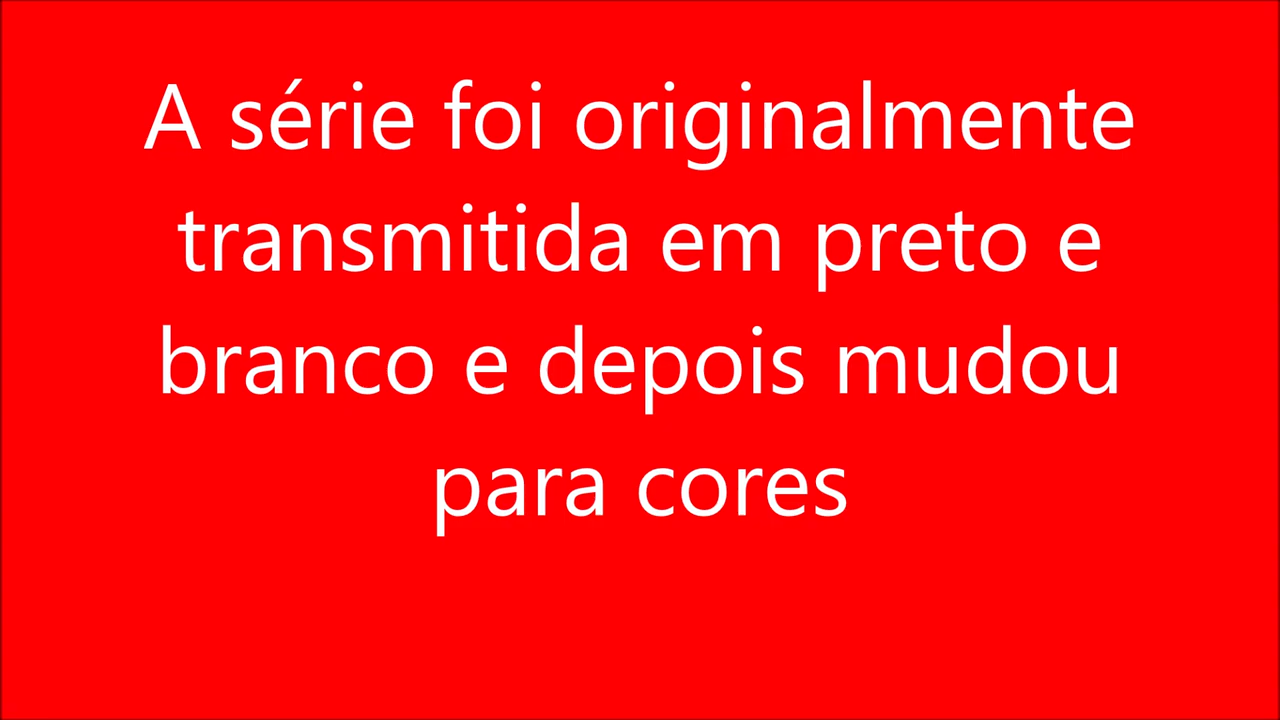 A série foi originalmente
transmitida em preto e
branco e depois mudou
para cores